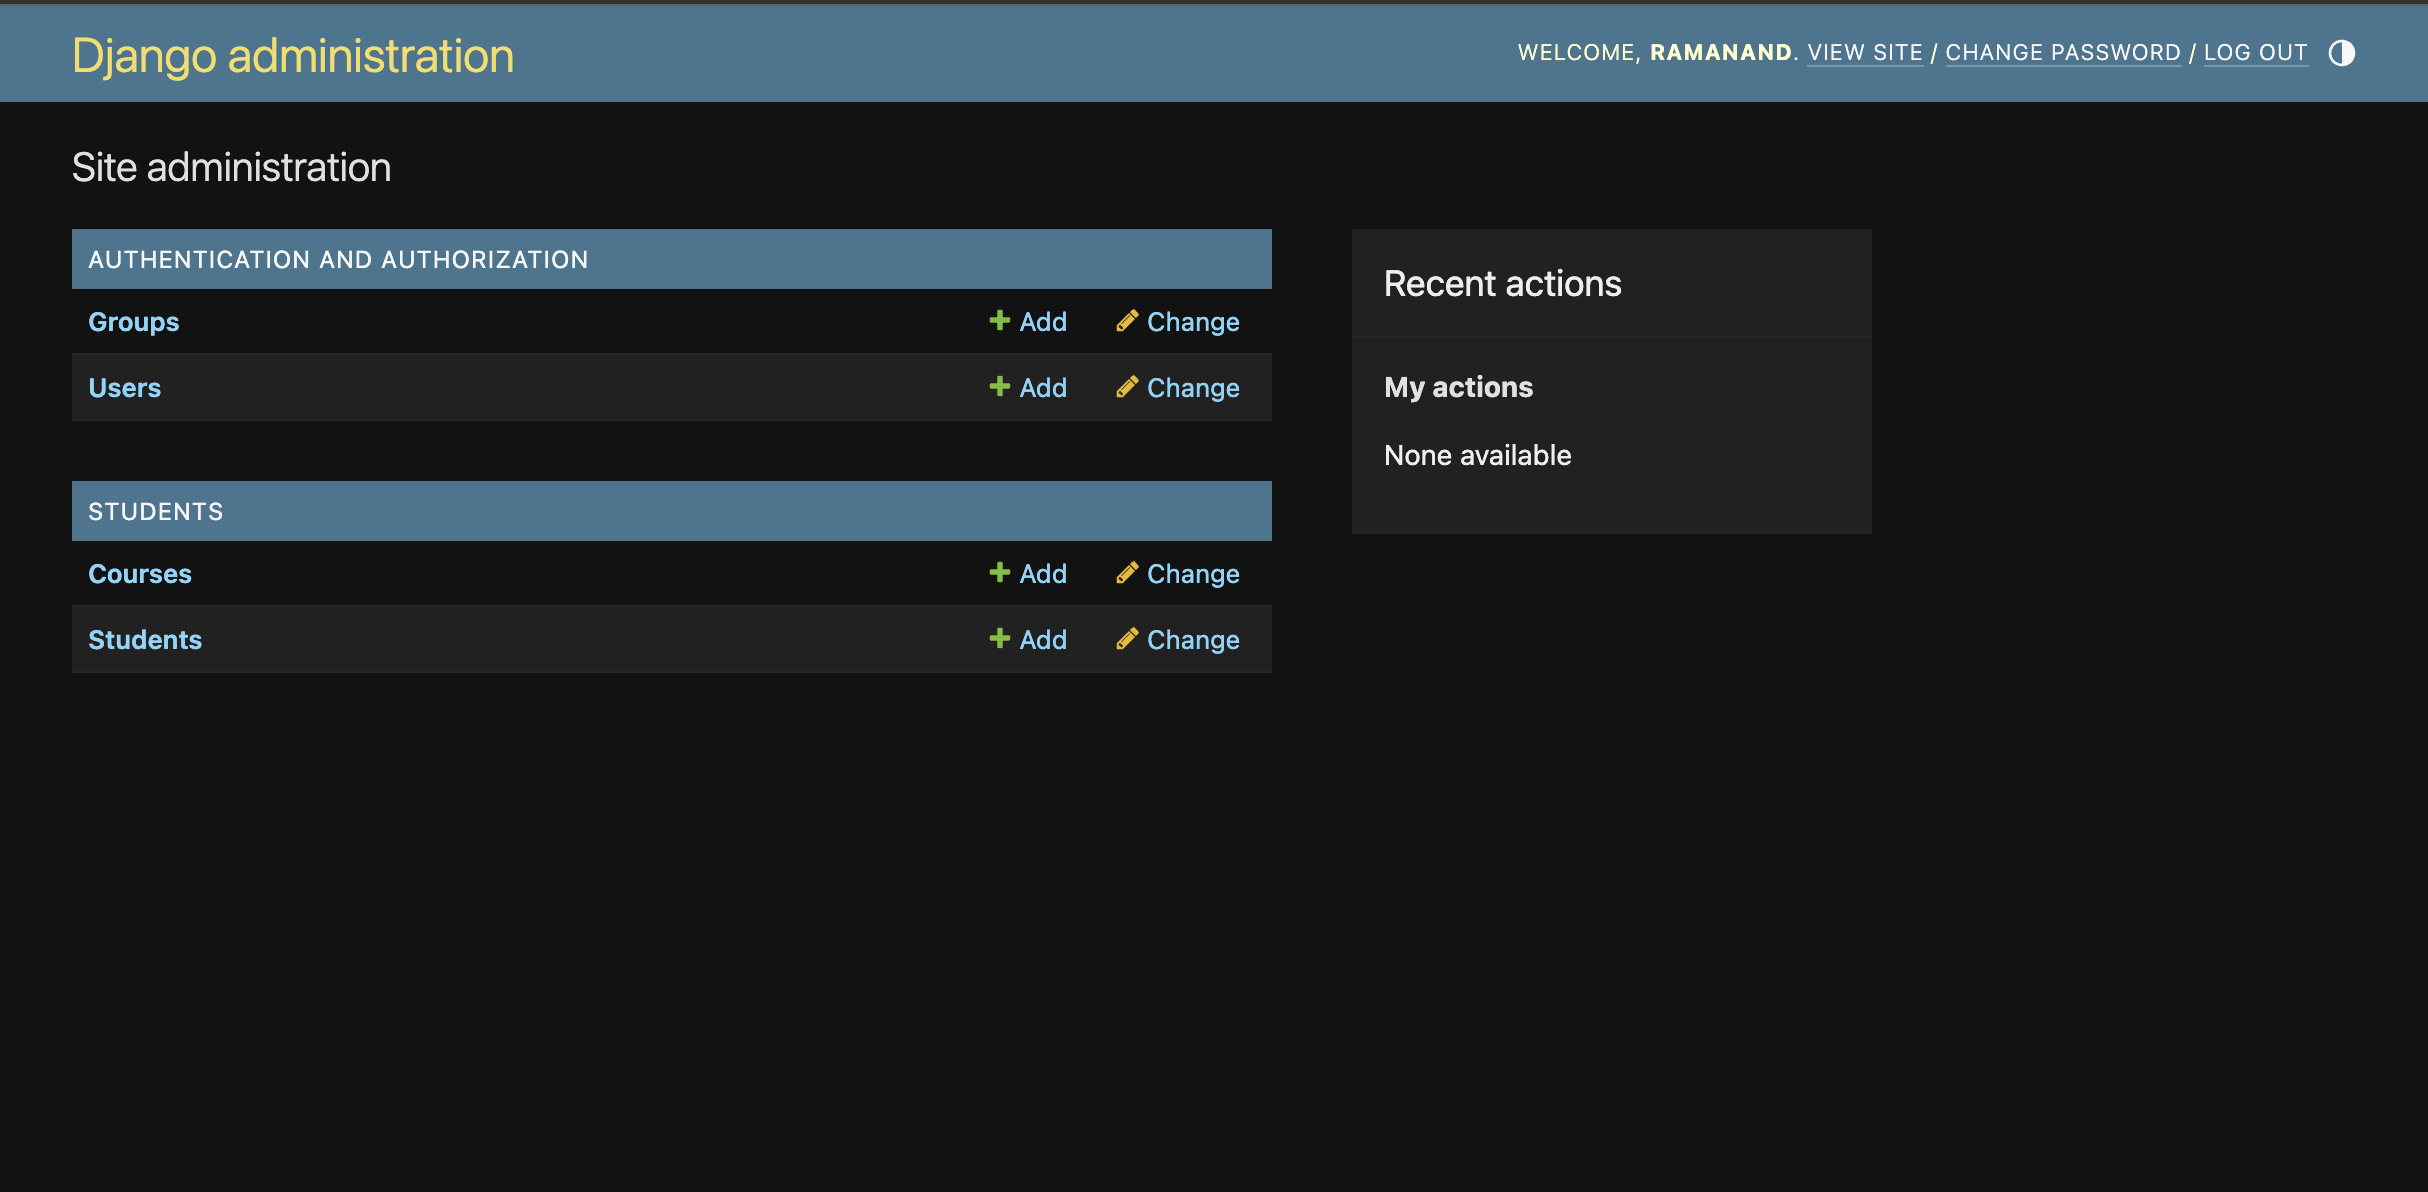 Django administration
WELCOME, RAMANAND. VIEW SITE / CHANGE PASSWORD / LOG OUT
Site administration
AUTHENTICATION AND AUTHORIZATION
Groups Add Change
Users Add Change
STUDENTS
Courses Add Change
Students Add Change
Recent actions
My actions
None available